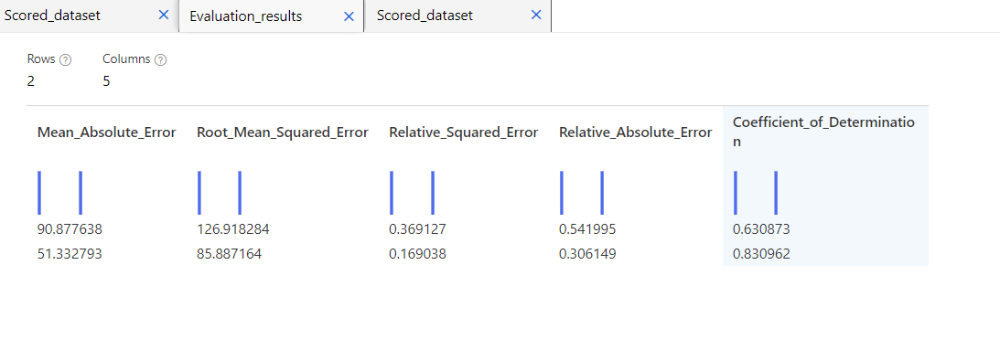 Scored_dataset Evaluation_results Scored_dataset
Rows Columns
2 5
Mean_Absolute_Error Root_Mean_Squared_Error Relative_Squared_Error Relative_Absolute_Error Coefficient_of_Determinatio
n
90.877638 126.918284 0.369127 0.541995 0.630873
51.332793 85.887164 0.169038 0.306149 0.830962